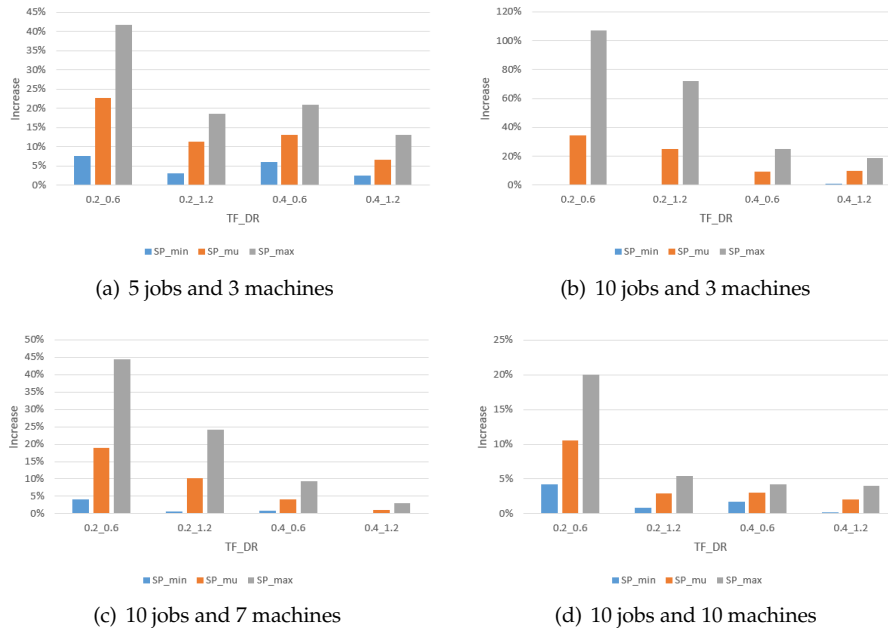 45%
40%
35%
30%
25%
20%
15%
10%
5%
0%
Increase
0.2_0.6 0.2_1.2 0.4_0.6 0.4_1.2
TF_DR
SP_min SP_mu SP_max
(a) 5 jobs and 3 machines
120%
100%
80%
60%
40%
20%
0%
Increase
0.2_0.6 0.2_1.2 0.4_0.6 0.4_1.2
TF_DR
SP_min SP_mu SP_max
(b) 10 jobs and 3 machines
50%
45%
40%
35%
30%
25%
20%
15%
10%
5%
0%
Increase
0.2_0.6 0.2_1.2 0.4_0.6 0.4_1.2
TF_DR
SP_min SP_mu SP_max
(c) 10 jobs and 7 machines
25%
20%
15%
10%
5%
0%
Increase
0.2_0.6 0.2_1.2 0.4_0.6 0.4_1.2
TF_DR
SP_min SP_mu SP_max
(d) 10 jobs and 10 machines